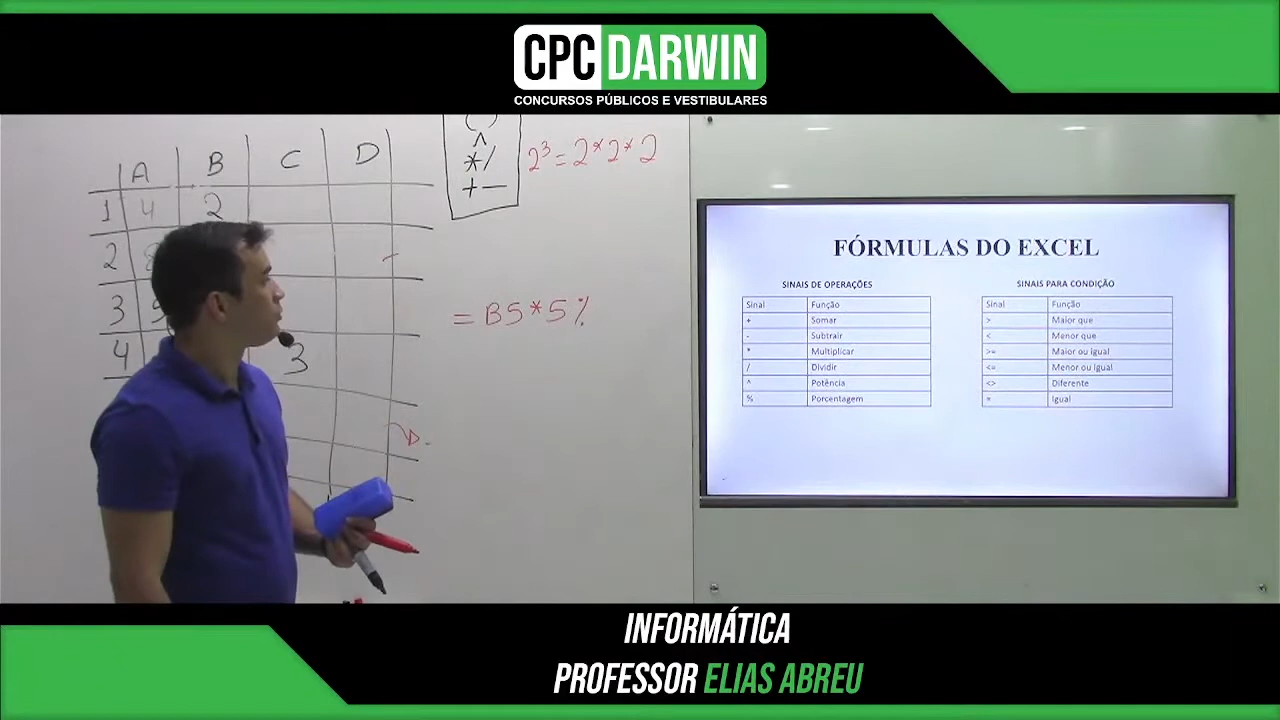 CPC DARWIN
CONCURSOS PÚBLICOS E VESTIBULARES
A B C D
1 4 2
2
3 5
4 3
( )
^
* /
+ -
2³ = 2 * 2 * 2
= B5 * 5 %
FÓRMULAS DO EXCEL
SINAIS DE OPERAÇÕES
Sinal Função
+ Somar
- Subtrair
* Multiplicar
/ Dividir
^ Potência
% Porcentagem
SINAIS PARA CONDIÇÃO
Sinal Função
> Maior que
< Menor que
>= Maior ou igual
<= Menor ou igual
<> Diferente
= Igual
INFORMÁTICA
PROFESSOR ELIAS ABREU